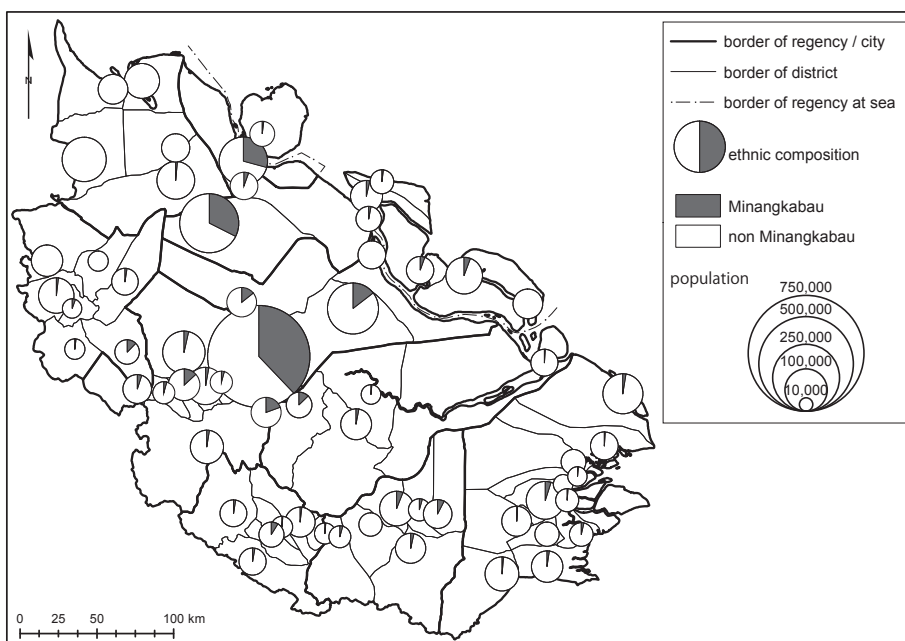 N
border of regency / city
border of district
border of regency at sea
ethnic composition
Minangkabau
non Minangkabau
population
750,000
500,000
250,000
100,000
10,000
0 25 50 100 km